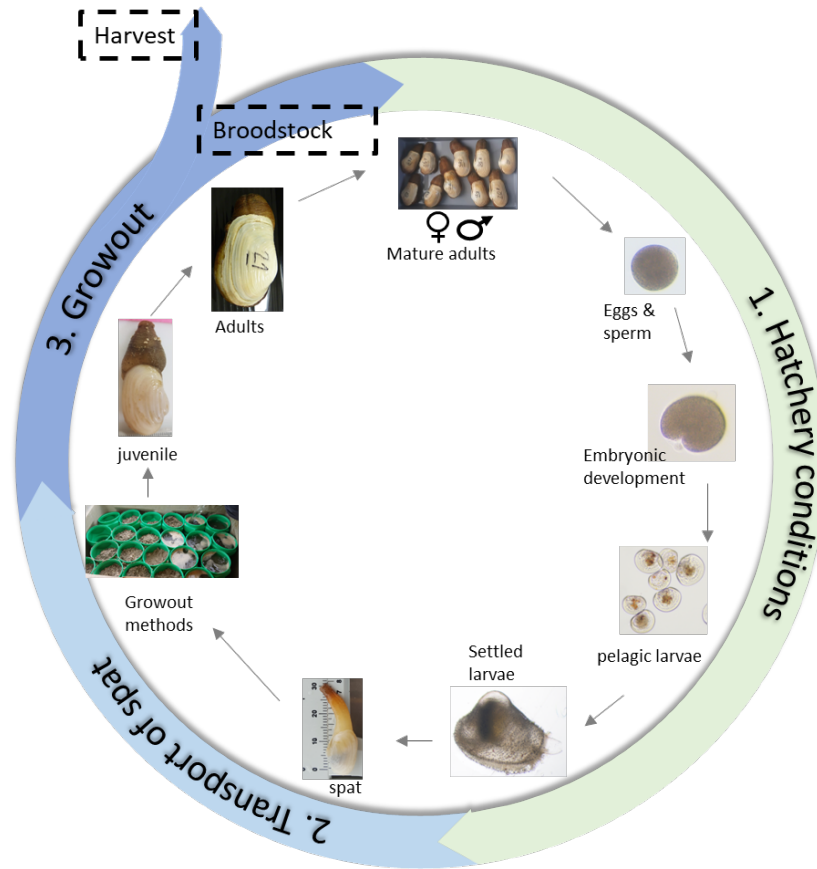 Harvest
Broodstock
♀ ♂
Mature adults
Eggs &
sperm
Embryonic
development
pelagic larvae
Settled
larvae
spat
Growout
methods
juvenile
Adults
21
1. Hatchery conditions
2. Transport of spat
3. Growout